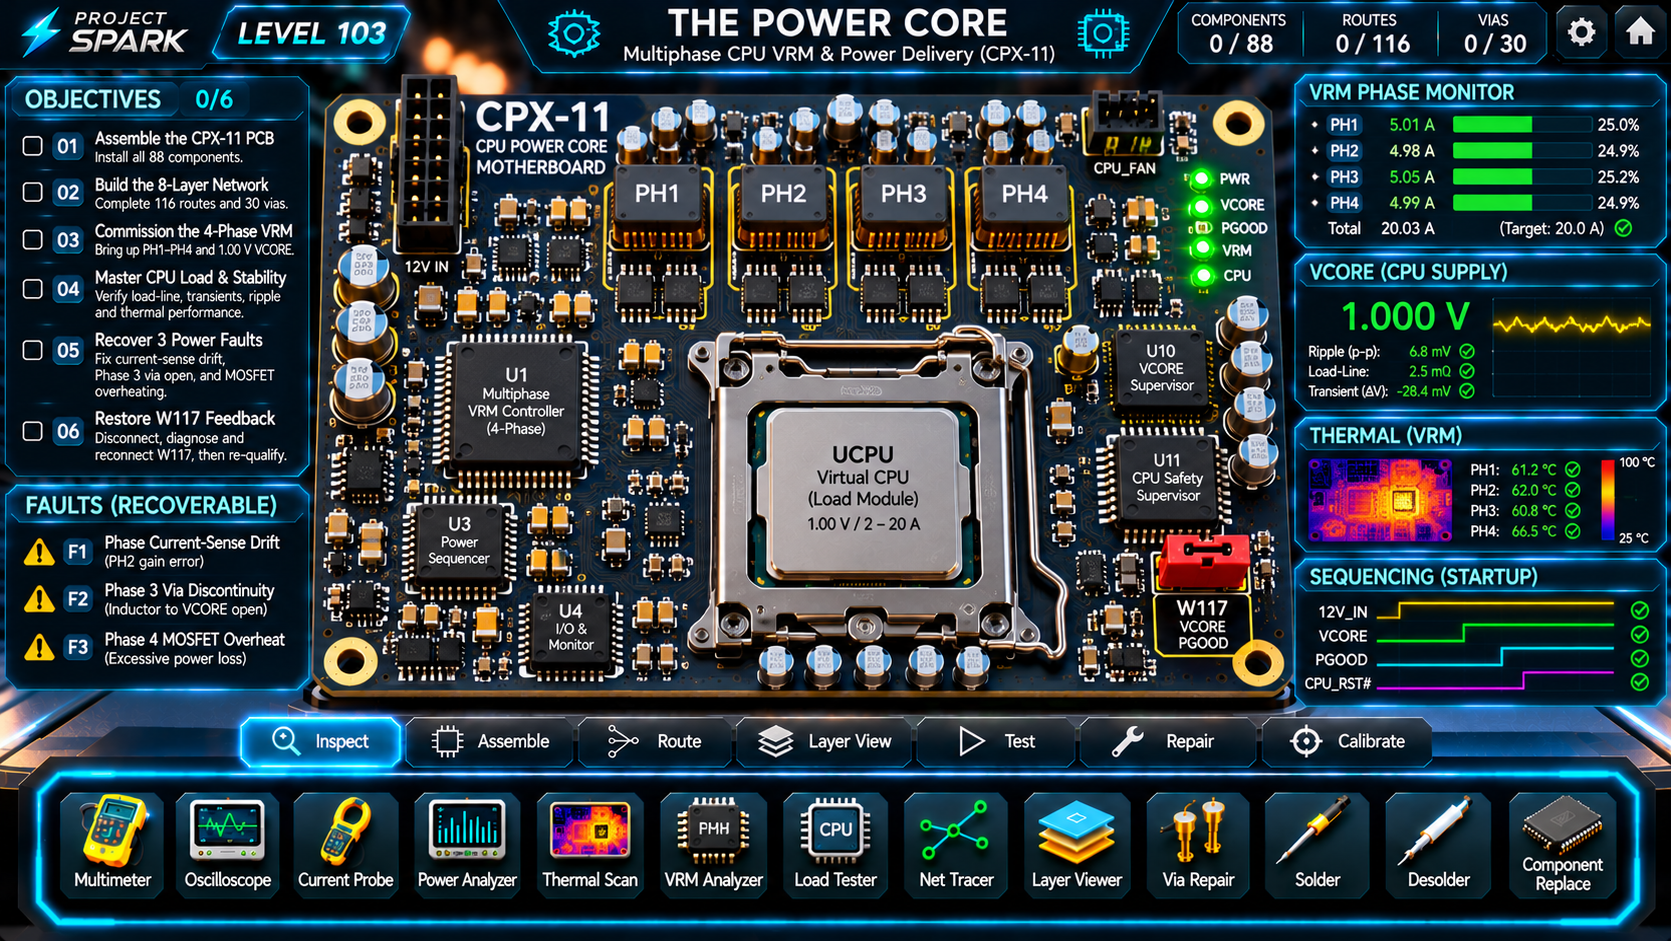 PROJECT
SPARK
LEVEL 103
THE POWER CORE
Multiphase CPU VRM & Power Delivery (CPX-11)
COMPONENTS
0 / 88
ROUTES
0 / 116
VIAS
0 / 30
OBJECTIVES 0/6
01 Assemble the CPX-11 PCB
Install all 88 components.
02 Build the 8-Layer Network
Complete 116 routes and 30 vias.
03 Commission the 4-Phase VRM
Bring up PH1-PH4 and 1.00 V VCORE.
04 Master CPU Load & Stability
Verify load-line, transients, ripple
and thermal performance.
05 Recover 3 Power Faults
Fix current-sense drift,
Phase 3 via open, and MOSFET
overheating.
06 Restore W117 Feedback
Disconnect, diagnose and
reconnect W117, then re-qualify.
FAULTS (RECOVERABLE)
F1 Phase Current-Sense Drift
(PH2 gain error)
F2 Phase 3 Via Discontinuity
(Inductor to VCORE open)
F3 Phase 4 MOSFET Overheat
(Excessive power loss)
CPX-11
CPU POWER CORE
MOTHERBOARD
12V IN
PH1
PH2
PH3
PH4
CPU_FAN
PWR
VCORE
PGOOD
VRM
CPU
U1
Multiphase
VRM Controller
(4-Phase)
U3
Power
Sequencer
U4
I/O &
Monitor
UCPU
Virtual CPU
(Load Module)
1.00 V / 2 – 20 A
U10
VCORE
Supervisor
U11
CPU Safety
Supervisor
W117
VCORE
PGOOD
VRM PHASE MONITOR
PH1 5.01 A 25.0%
PH2 4.98 A 24.9%
PH3 5.05 A 25.2%
PH4 4.99 A 24.9%
Total 20.03 A (Target: 20.0 A)
VCORE (CPU SUPPLY)
1.000 V
Ripple (p-p): 6.8 mV
Load-Line: 2.5 mΩ
Transient (ΔV): -28.4 mV
THERMAL (VRM)
PH1: 61.2 °C
PH2: 62.0 °C
PH3: 60.8 °C
PH4: 66.5 °C
100 °C
25 °C
SEQUENCING (STARTUP)
12V_IN
VCORE
PGOOD
CPU_RST#
Inspect
Assemble
Route
Layer View
Test
Repair
Calibrate
Multimeter
Oscilloscope
Current Probe
Power Analyzer
Thermal Scan
PMH
VRM Analyzer
CPU
Load Tester
Net Tracer
Layer Viewer
Via Repair
Solder
Desolder
Component
Replace